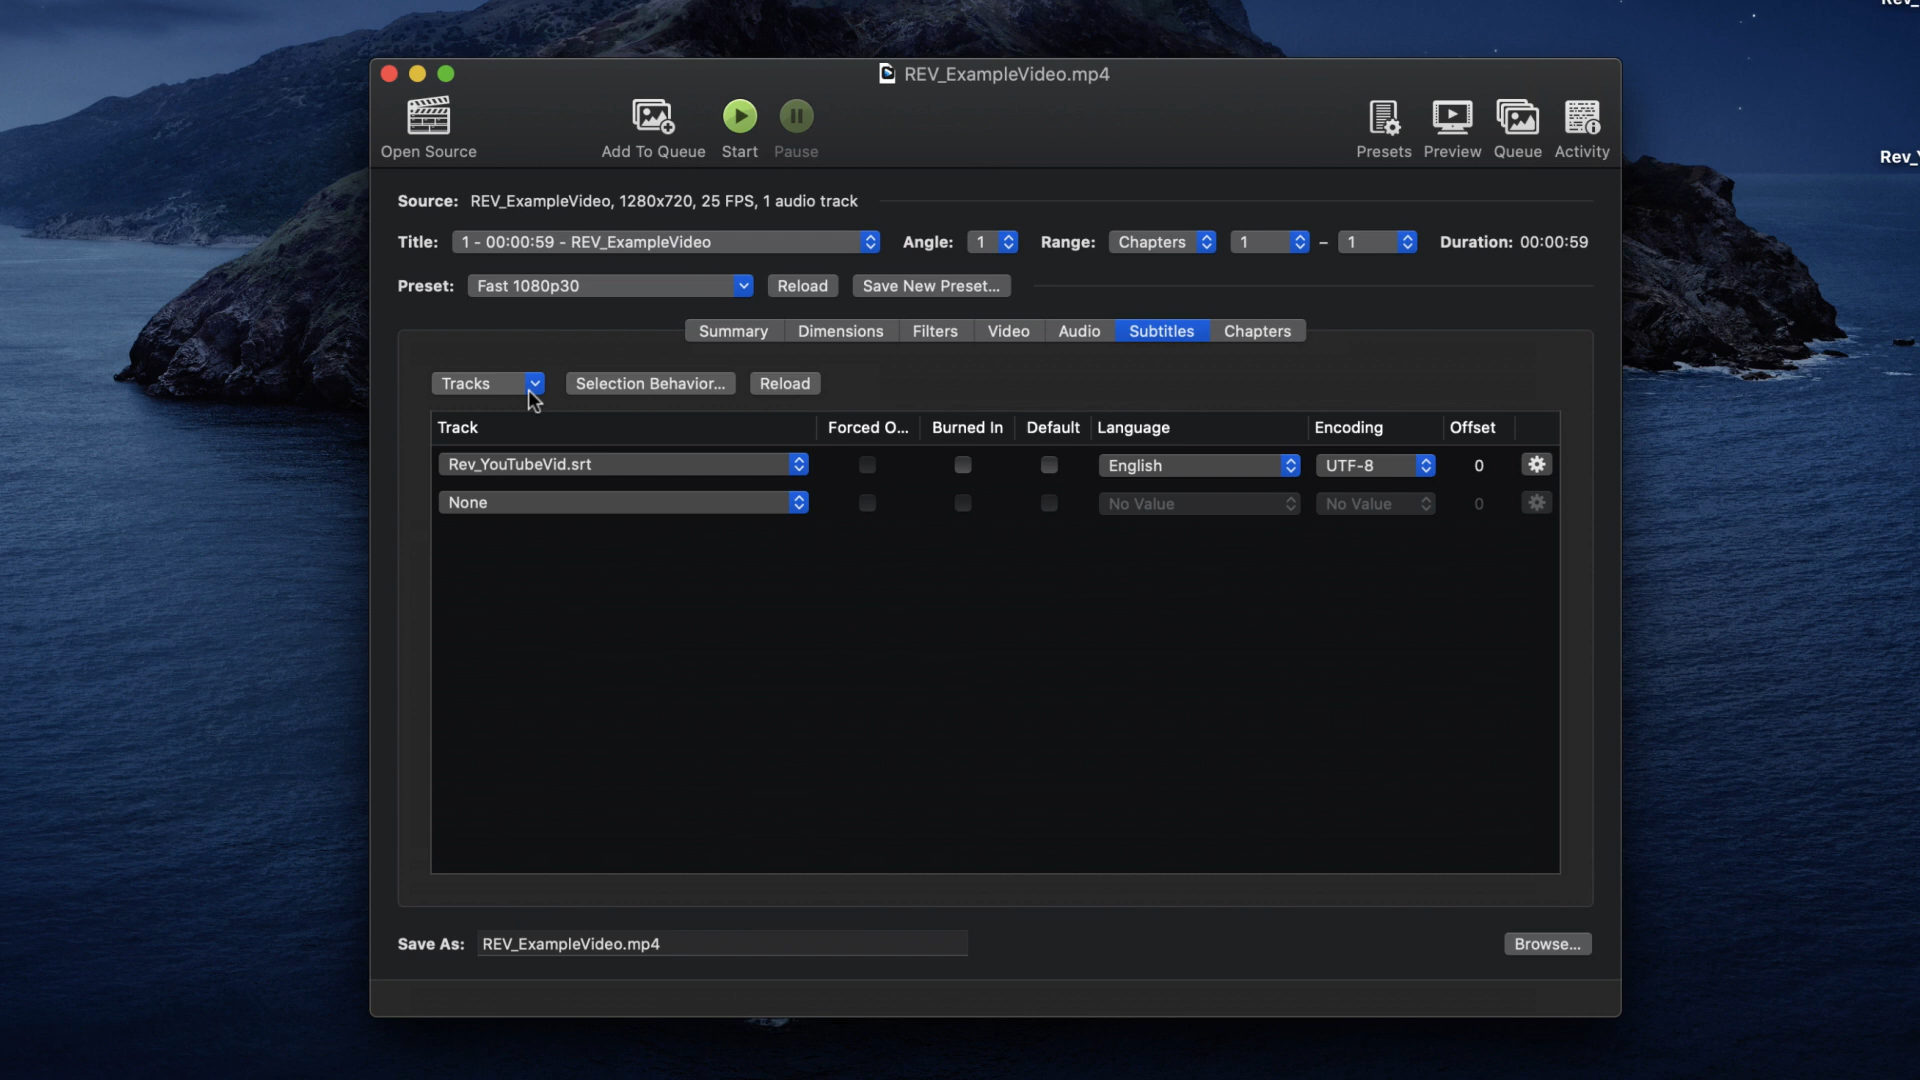 Rev_
REV_ExampleVideo.mp4
Open Source Add To Queue Start Pause Presets Preview Queue Activity
Rev_Y
Source: REV_ExampleVideo, 1280x720, 25 FPS, 1 audio track
Title: 1 - 00:00:59 - REV_ExampleVideo Angle: 1 Range: Chapters 1 – 1 Duration: 00:00:59
Preset: Fast 1080p30 Reload Save New Preset...
Summary Dimensions Filters Video Audio Subtitles Chapters
Tracks Selection Behavior... Reload
Track Forced O... Burned In Default Language Encoding Offset
Rev_YouTubeVid.srt English UTF-8 0
None No Value No Value 0
Save As: REV_ExampleVideo.mp4 Browse...